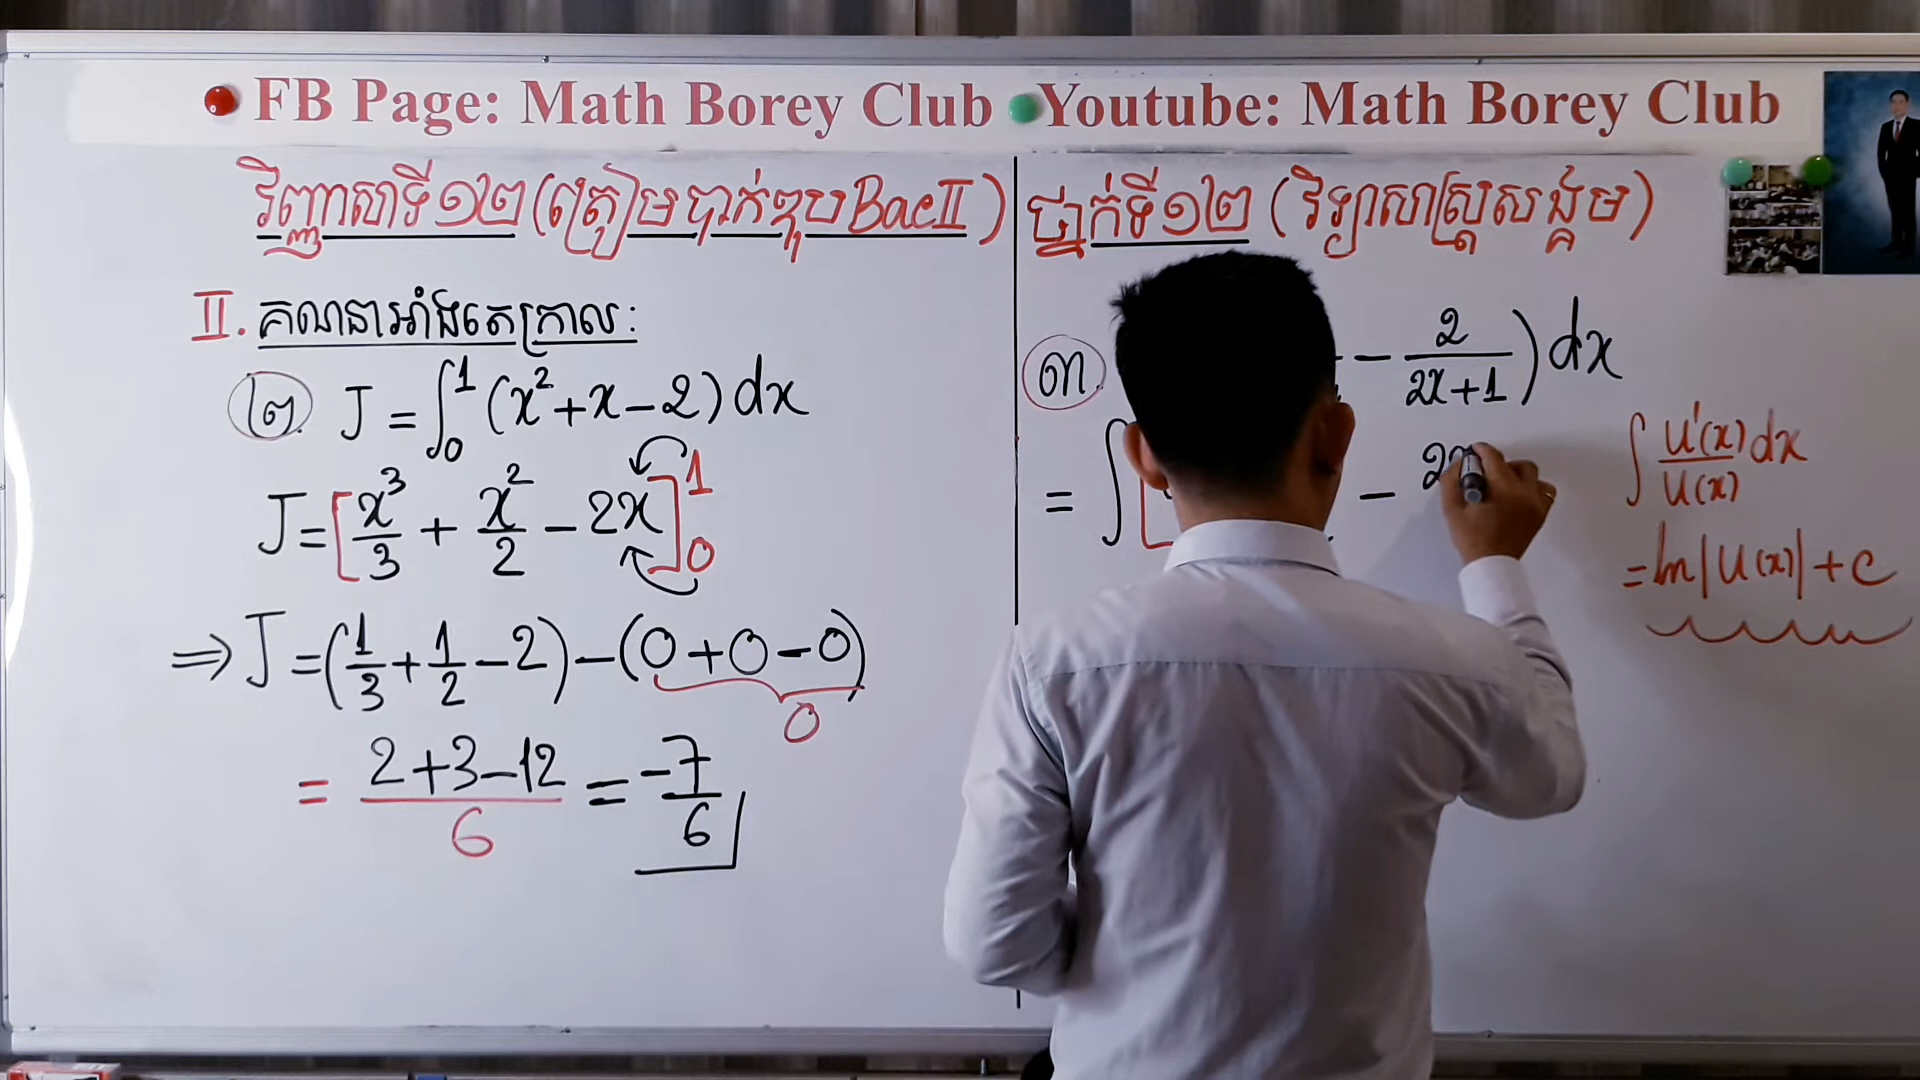 FB Page: Math Borey Club Youtube: Math Borey Club
វិញ្ញាសាទី១២ (ត្រៀមបាក់ឌុប BacII) ថ្នាក់ទី១២ (វិទ្យាសាស្ត្រសង្គម)
II. គណនាអាំងតេក្រាល:
២ J = ∫₀¹ (x² + x − 2) dx
J = [x³/3 + x²/2 − 2x]₀¹
⇒ J = (1/3 + 1/2 − 2) − (0 + 0 − 0)
0
= (2+3−12)/6 = −7/6
៣ − 2/(2x+1)) dx
= ∫ [ − 2x
∫ u'(x)/u(x) dx
= ln|u(x)| + c